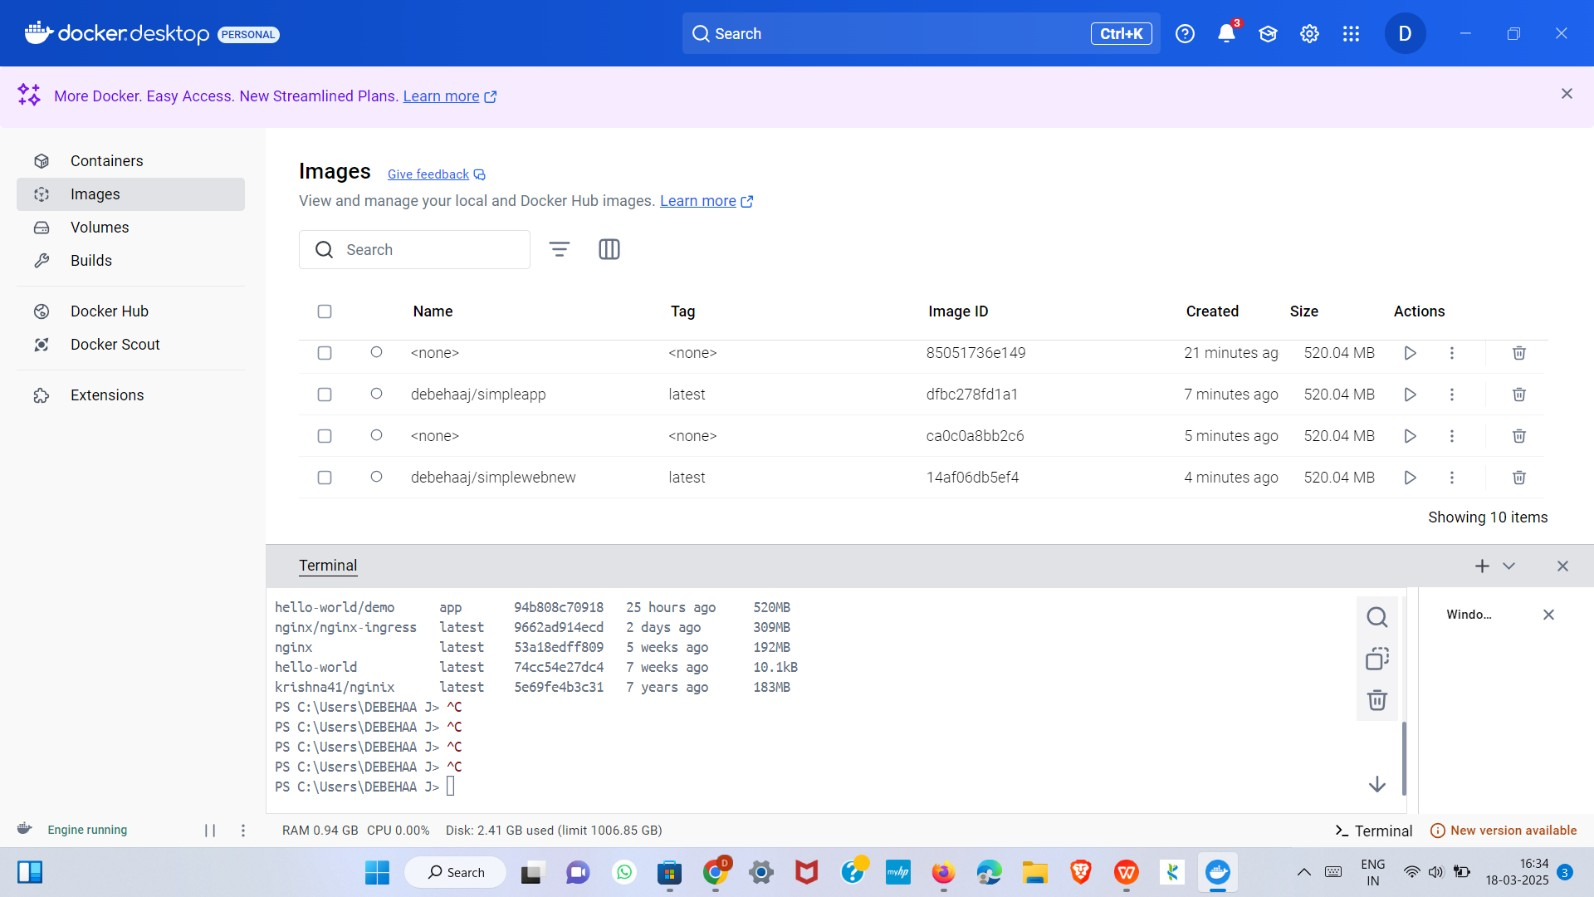 docker.desktop PERSONAL
Search Ctrl+K
3
D
More Docker. Easy Access. New Streamlined Plans. Learn more
Containers
Images
Volumes
Builds
Docker Hub
Docker Scout
Extensions
Images Give feedback
View and manage your local and Docker Hub images. Learn more
Search
Name Tag Image ID Created Size Actions
<none> <none> 85051736e149 21 minutes ag 520.04 MB
debehaaj/simpleapp latest dfbc278fd1a1 7 minutes ago 520.04 MB
<none> <none> ca0c0a8bb2c6 5 minutes ago 520.04 MB
debehaaj/simplewebnew latest 14af06db5ef4 4 minutes ago 520.04 MB
Showing 10 items
Terminal
hello-world/demo app 94b808c70918 25 hours ago 520MB
nginx/nginx-ingress latest 9662ad914ecd 2 days ago 309MB
nginx latest 53a18edff809 5 weeks ago 192MB
hello-world latest 74cc54e27dc4 7 weeks ago 10.1kB
krishna41/nginix latest 5e69fe4b3c31 7 years ago 183MB
PS C:\Users\DEBEHAA J> ^C
PS C:\Users\DEBEHAA J> ^C
PS C:\Users\DEBEHAA J> ^C
PS C:\Users\DEBEHAA J> ^C
PS C:\Users\DEBEHAA J>
Windo...
Engine running
RAM 0.94 GB CPU 0.00% Disk: 2.41 GB used (limit 1006.85 GB)
Terminal
New version available
Search
D
myhp
ENG
IN
16:34
18-03-2025
3